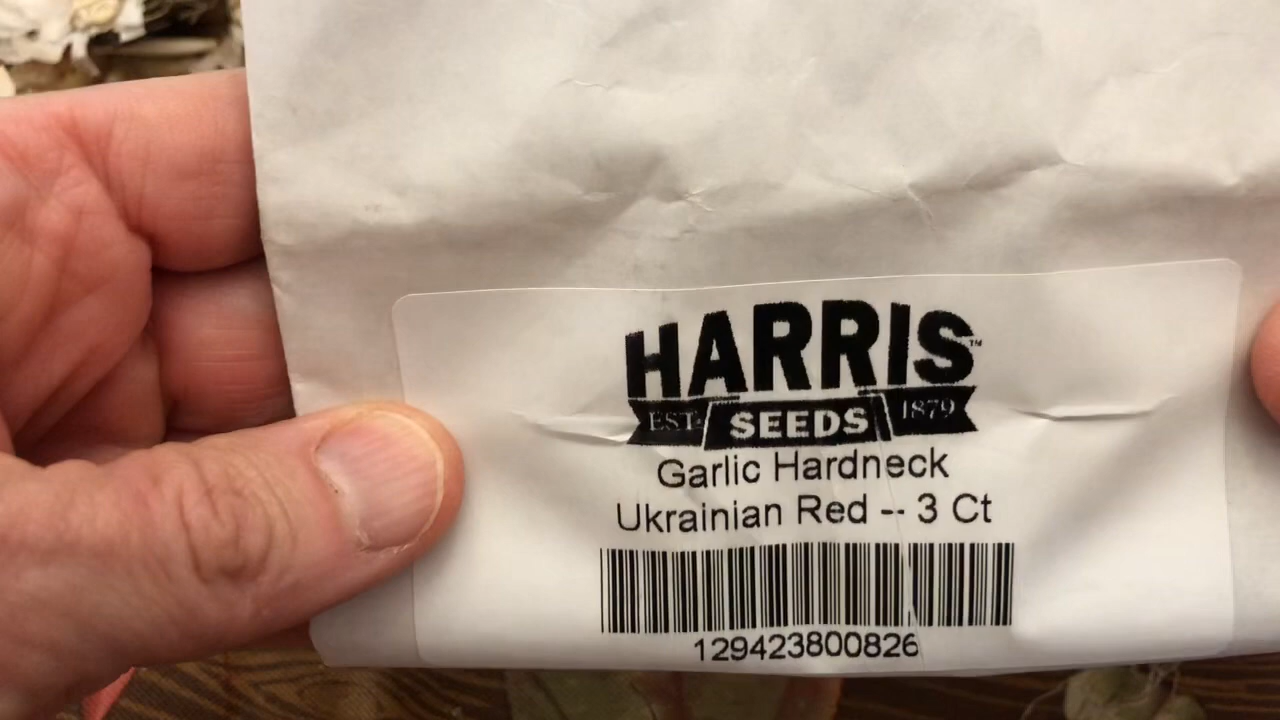 HARRIS™
EST. SEEDS 1879
Garlic Hardneck
Ukrainian Red -- 3 Ct
129423800826